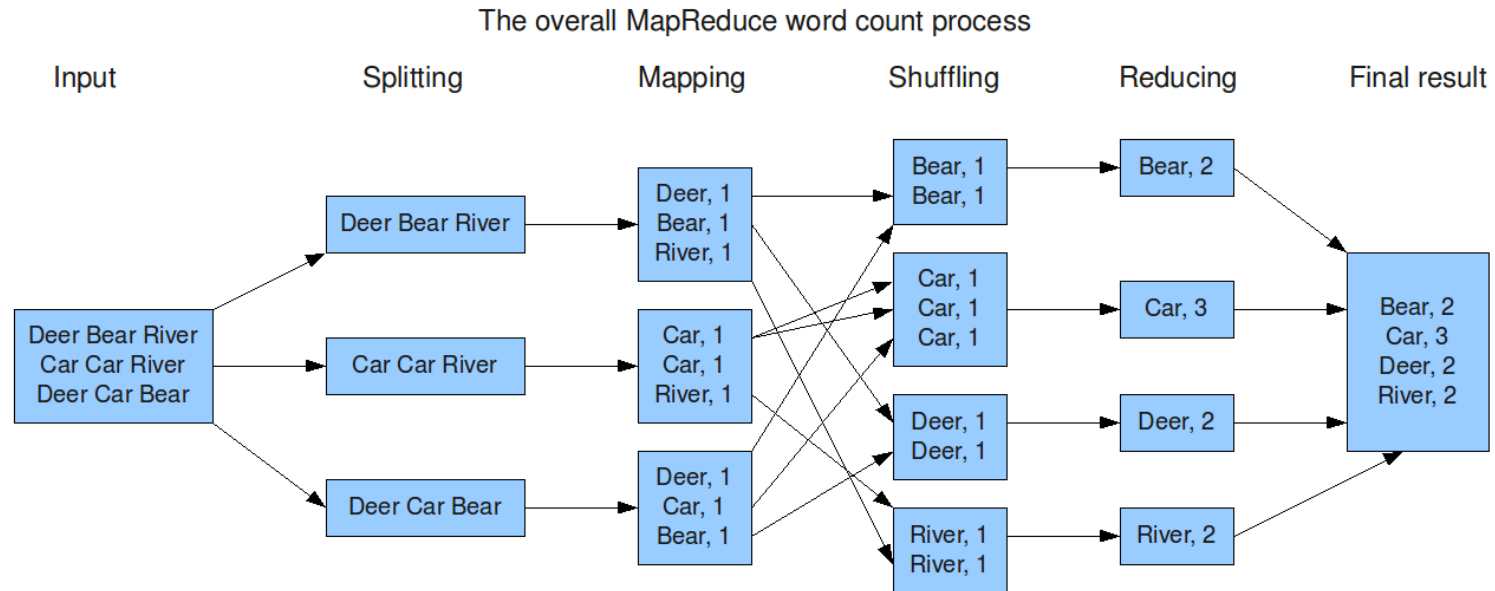 The overall MapReduce word count process
Input
Splitting
Mapping
Shuffling
Reducing
Final result
Deer Bear River
Car Car River
Deer Car Bear
Deer Bear River
Car Car River
Deer Car Bear
Deer, 1
Bear, 1
River, 1
Car, 1
Car, 1
River, 1
Deer, 1
Car, 1
Bear, 1
Bear, 1
Bear, 1
Car, 1
Car, 1
Car, 1
Deer, 1
Deer, 1
River, 1
River, 1
Bear, 2
Car, 3
Deer, 2
River, 2
Bear, 2
Car, 3
Deer, 2
River, 2